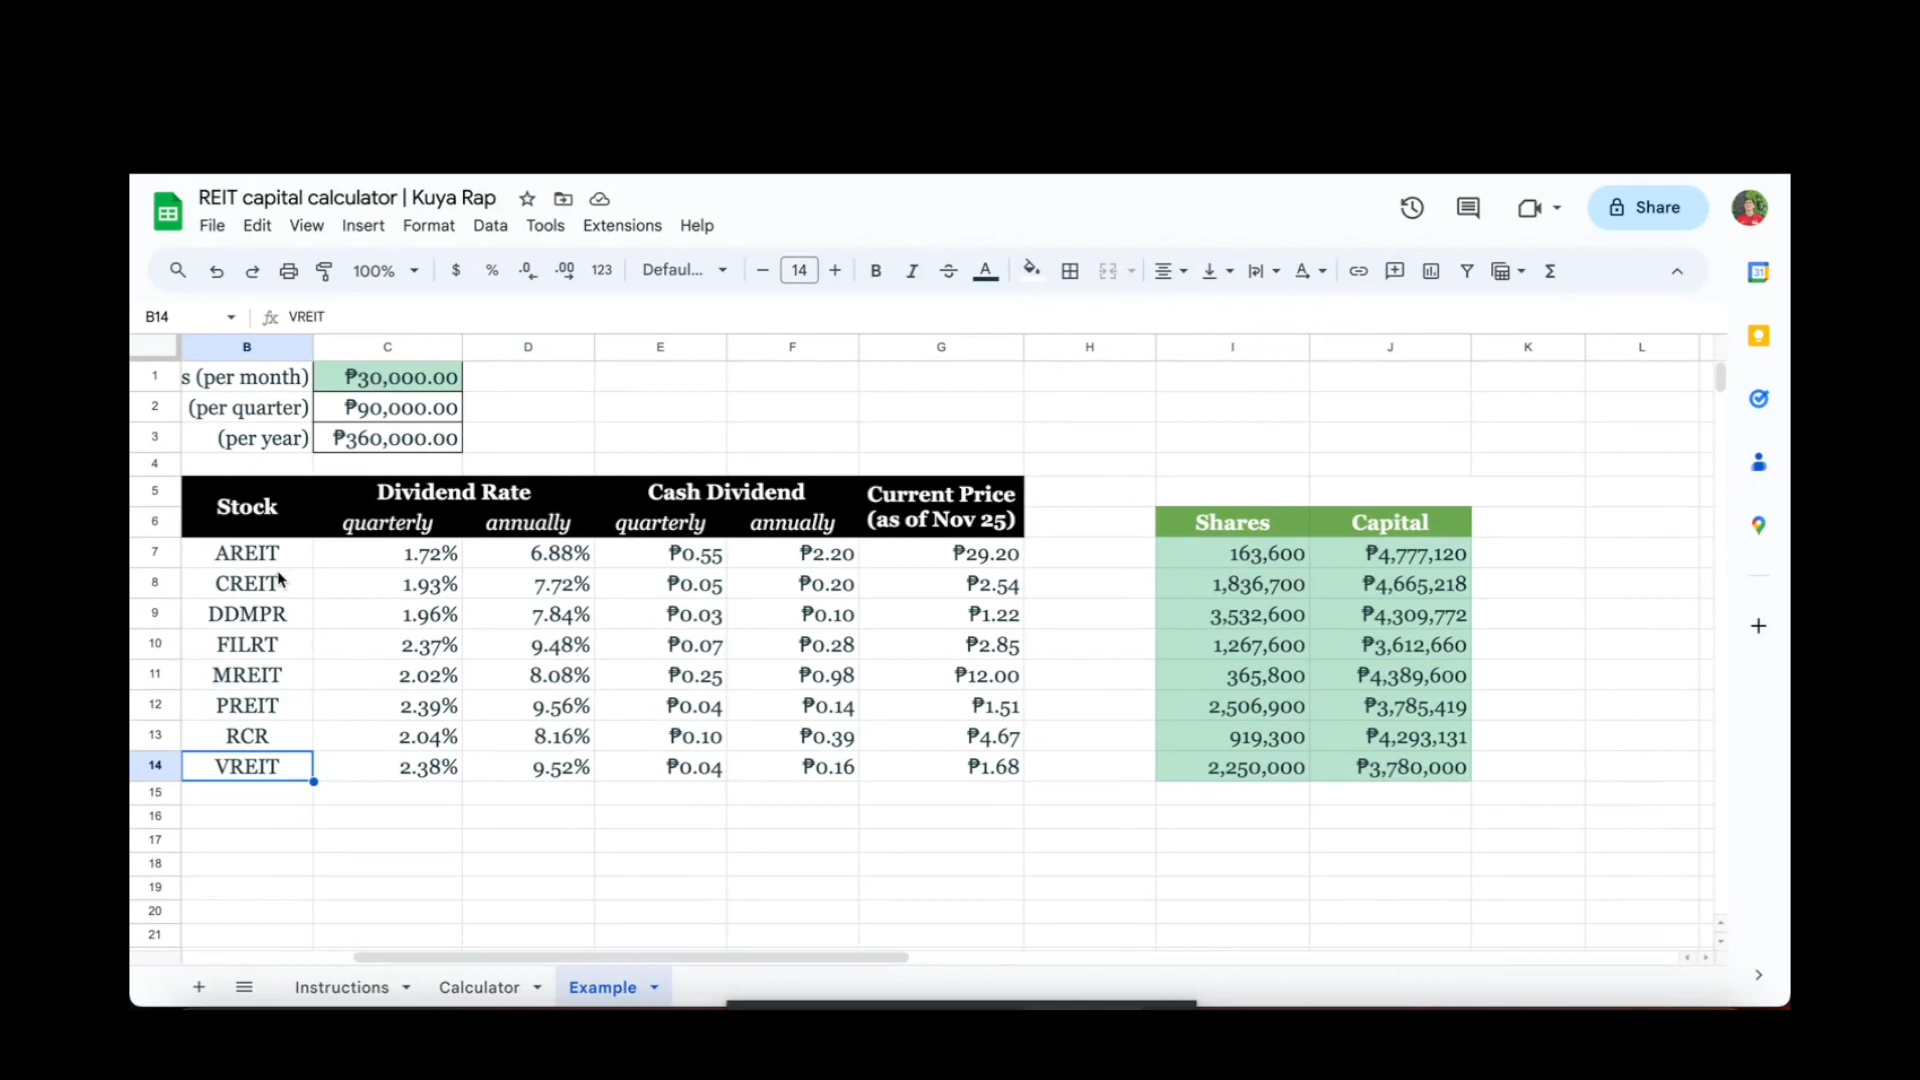 REIT capital calculator | Kuya Rap
Share
File Edit View Insert Format Data Tools Extensions Help
100% $ % .0 .00 123 Defaul... − 14 + B I S A Σ
31
B14 fx VREIT
B C D E F G H I J K L
1 s (per month) ₱30,000.00
2 (per quarter) ₱90,000.00
3 (per year) ₱360,000.00
4
5 Stock Dividend Rate Cash Dividend Current Price
6 quarterly annually quarterly annually (as of Nov 25) Shares Capital
7 AREIT 1.72% 6.88% ₱0.55 ₱2.20 ₱29.20 163,600 ₱4,777,120
8 CREIT 1.93% 7.72% ₱0.05 ₱0.20 ₱2.54 1,836,700 ₱4,665,218
9 DDMPR 1.96% 7.84% ₱0.03 ₱0.10 ₱1.22 3,532,600 ₱4,309,772
10 FILRT 2.37% 9.48% ₱0.07 ₱0.28 ₱2.85 1,267,600 ₱3,612,660
11 MREIT 2.02% 8.08% ₱0.25 ₱0.98 ₱12.00 365,800 ₱4,389,600
12 PREIT 2.39% 9.56% ₱0.04 ₱0.14 ₱1.51 2,506,900 ₱3,785,419
13 RCR 2.04% 8.16% ₱0.10 ₱0.39 ₱4.67 919,300 ₱4,293,131
14 VREIT 2.38% 9.52% ₱0.04 ₱0.16 ₱1.68 2,250,000 ₱3,780,000
15
16
17
18
19
20
21
Instructions Calculator Example